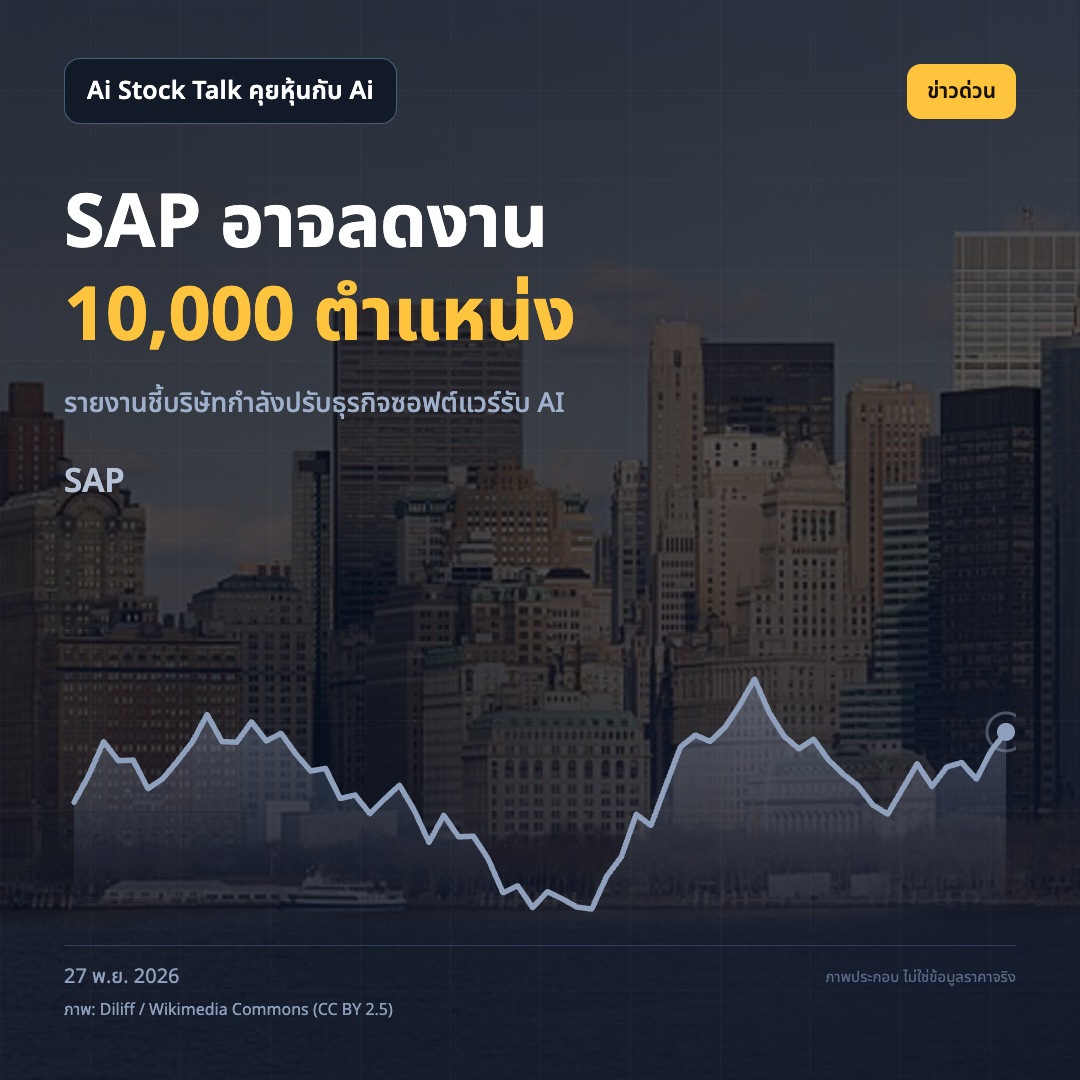 Ai Stock Talk คุยหุ้นกับ Ai
ข่าวด่วน
SAP อาจลดงาน
10,000 ตำแหน่ง
รายงานชี้บริษัทกำลังปรับธุรกิจซอฟต์แวร์รับ AI
SAP
27 พ.ย. 2026
ภาพประกอบ ไม่ใช่ข้อมูลราคาจริง
ภาพ: Diliff / Wikimedia Commons (CC BY 2.5)